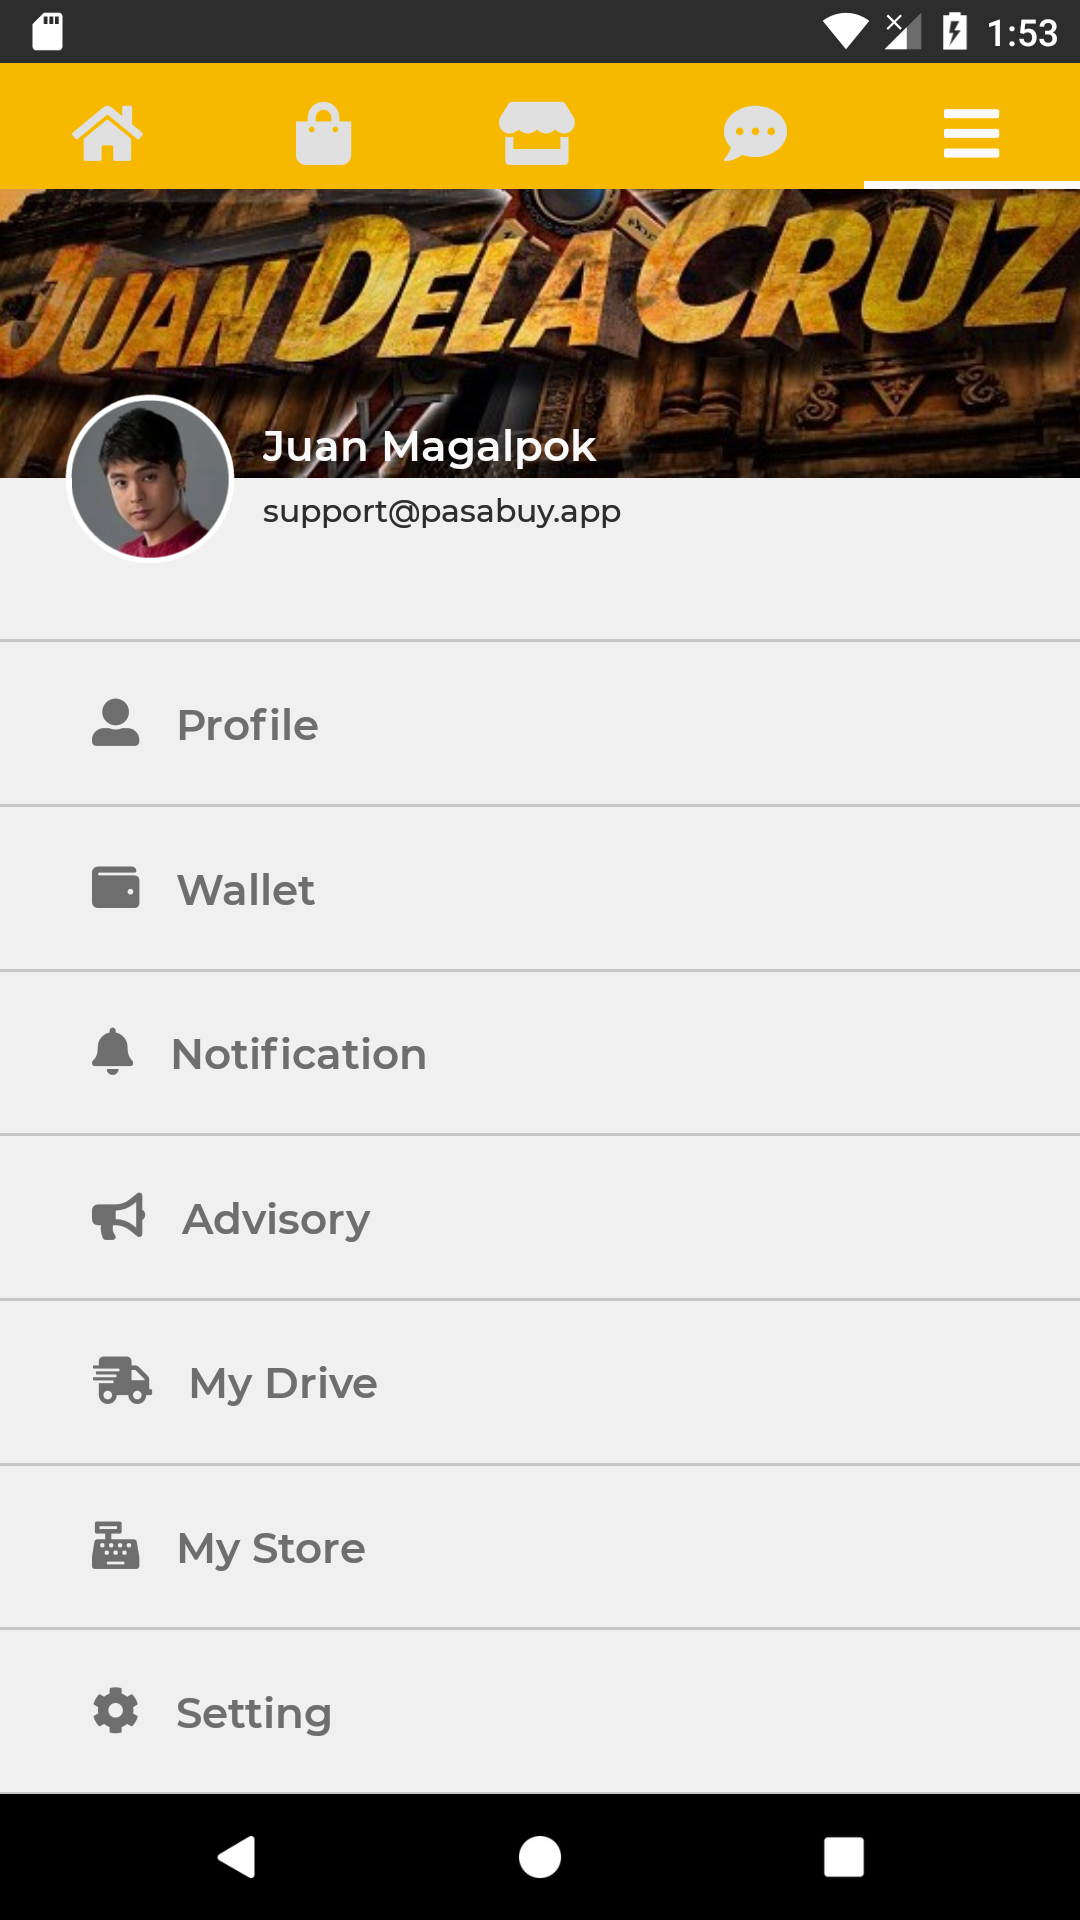 1:53
JUAN DELA CRUZ
Juan Magalpok
support@pasabuy.app
Profile
Wallet
Notification
Advisory
My Drive
My Store
Setting